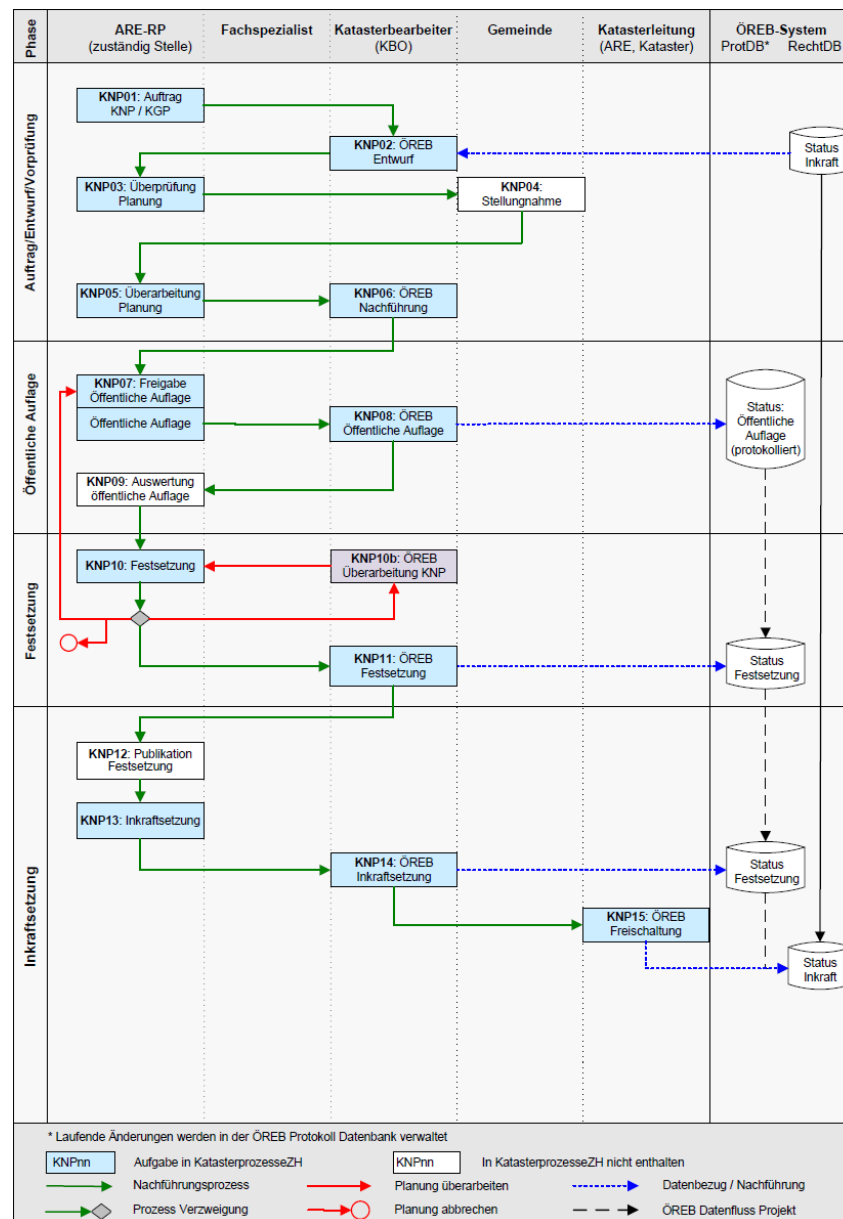 Phase
ARE-RP
(zuständig Stelle)
Fachspezialist
Katasterbearbeiter
(KBO)
Gemeinde
Katasterleitung
(ARE, Kataster)
ÖREB-System
ProtDB* RechtDB
Auftrag/Entwurf/Vorprüfung
KNP01: Auftrag
KNP / KGP
KNP02: ÖREB
Entwurf
Status
Inkraft
KNP03: Überprüfung
Planung
KNP04:
Stellungnahme
KNP05: Überarbeitung
Planung
KNP06: ÖREB
Nachführung
Öffentliche Auflage
KNP07: Freigabe
Öffentliche Auflage
Öffentliche Auflage
KNP08: ÖREB
Öffentliche Auflage
Status:
Öffentliche
Auflage
(protokolliert)
KNP09: Auswertung
öffentliche Auflage
Festsetzung
KNP10: Festsetzung
KNP10b: ÖREB
Überarbeitung KNP
KNP11: ÖREB
Festsetzung
Status
Festsetzung
Inkraftsetzung
KNP12: Publikation
Festsetzung
KNP13: Inkraftsetzung
KNP14: ÖREB
Inkraftsetzung
Status
Festsetzung
KNP15: ÖREB
Freischaltung
Status
Inkraft
* Laufende Änderungen werden in der ÖREB Protokoll Datenbank verwaltet
KNPnn Aufgabe in KatasterprozesseZH KNPnn In KatasterprozesseZH nicht enthalten
Nachführungsprozess Planung überarbeiten Datenbezug / Nachführung
Prozess Verzweigung Planung abbrechen ÖREB Datenfluss Projekt